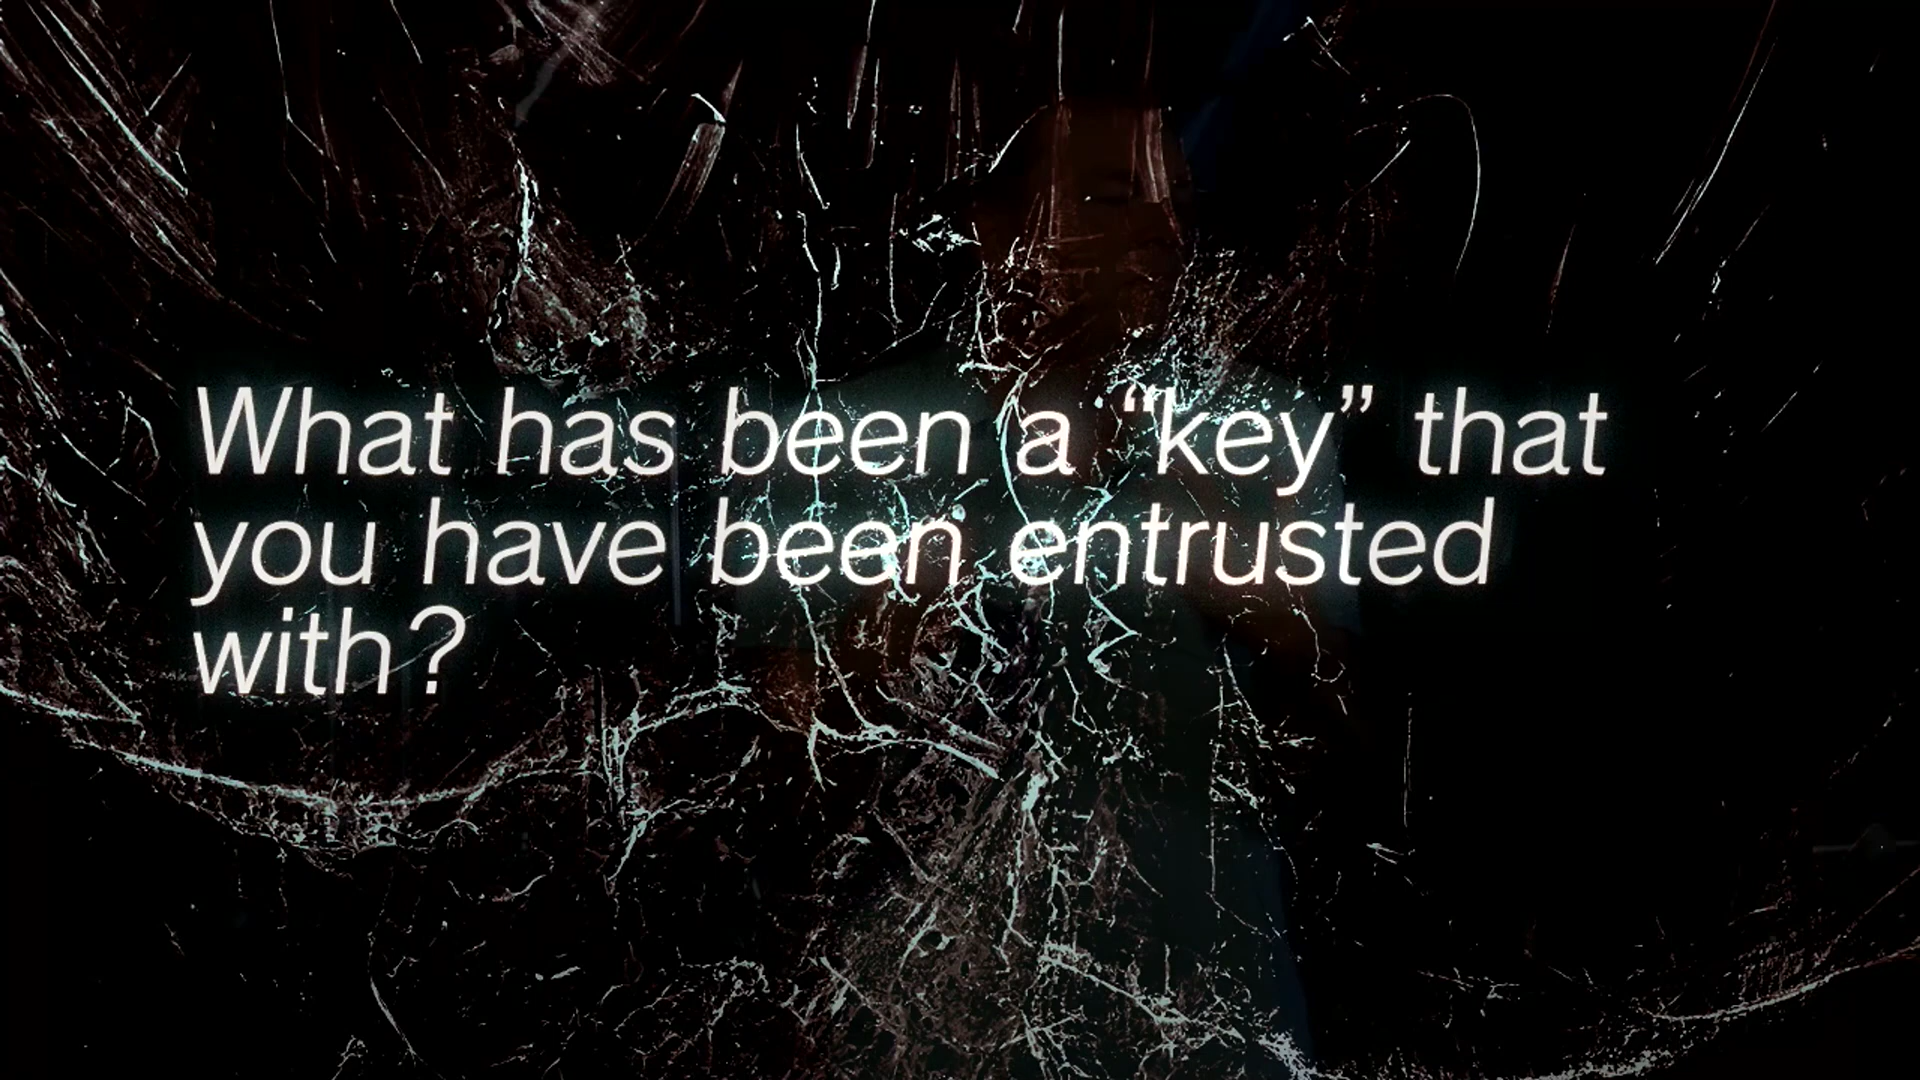 What has been a “key” that
you have been entrusted
with?